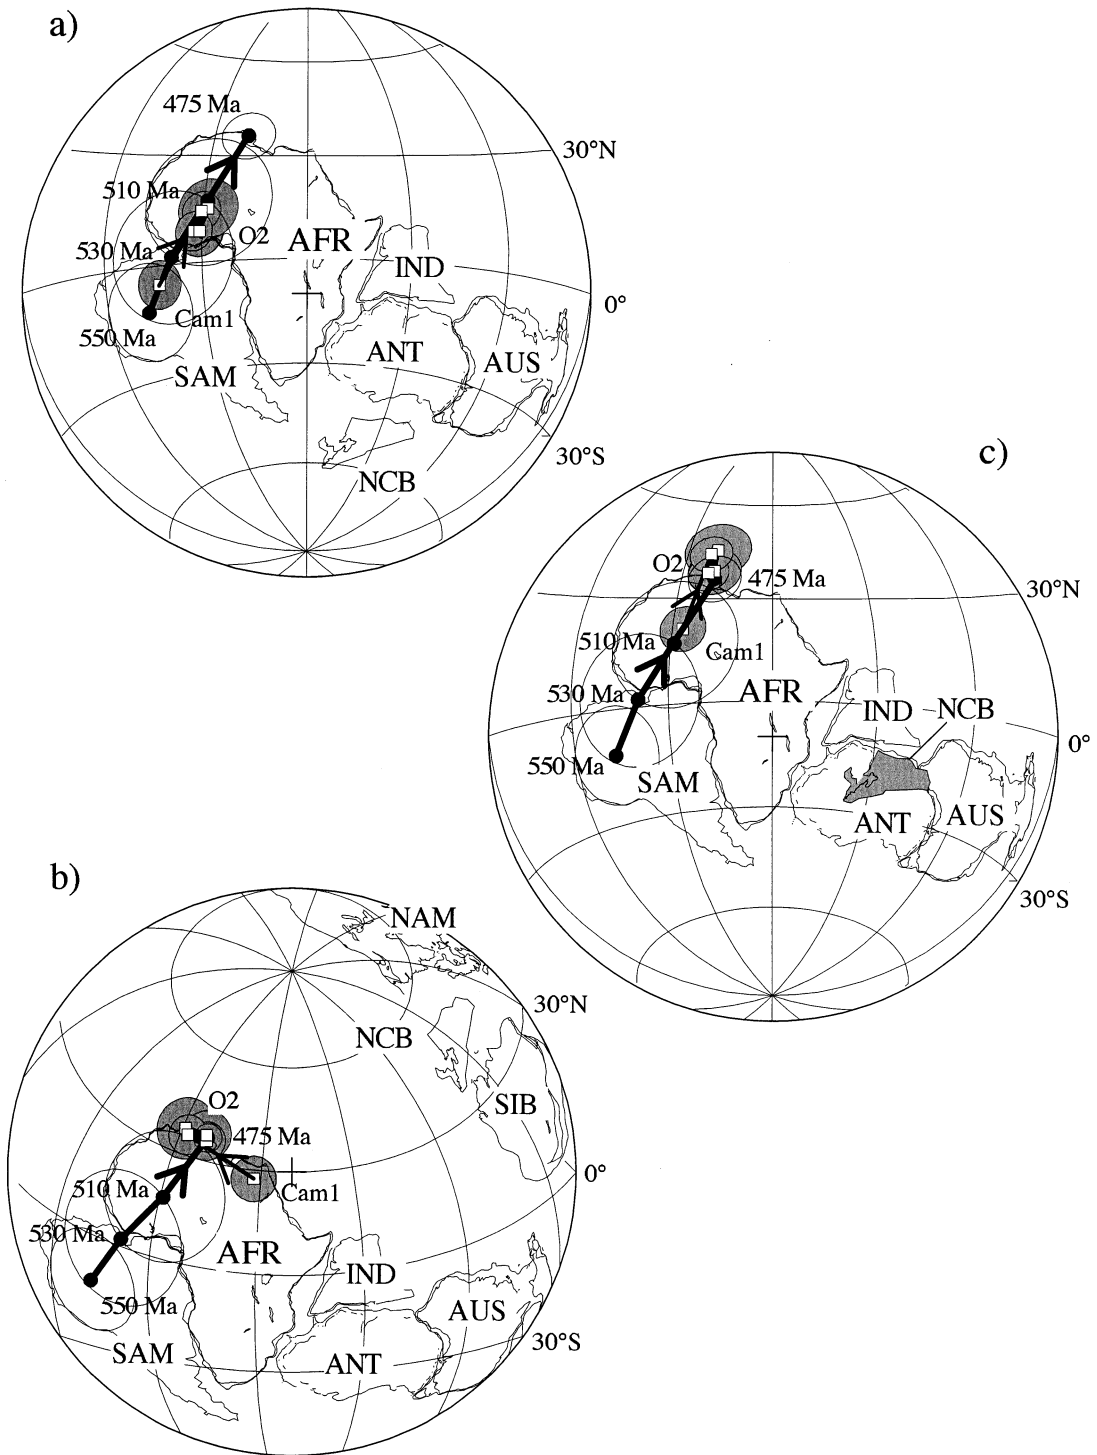 a)
475 Ma
30°N
510 Ma
O2
AFR
530 Ma
IND
0°
Cam1
550 Ma
ANT
AUS
SAM
30°S
NCB
c)
O2
475 Ma
30°N
510 Ma
Cam1
530 Ma
AFR
IND
NCB
0°
550 Ma
SAM
ANT
AUS
30°S
b)
NAM
30°N
NCB
O2
SIB
475 Ma
0°
510 Ma
Cam1
530 Ma
AFR
IND
550 Ma
AUS
30°S
SAM
ANT